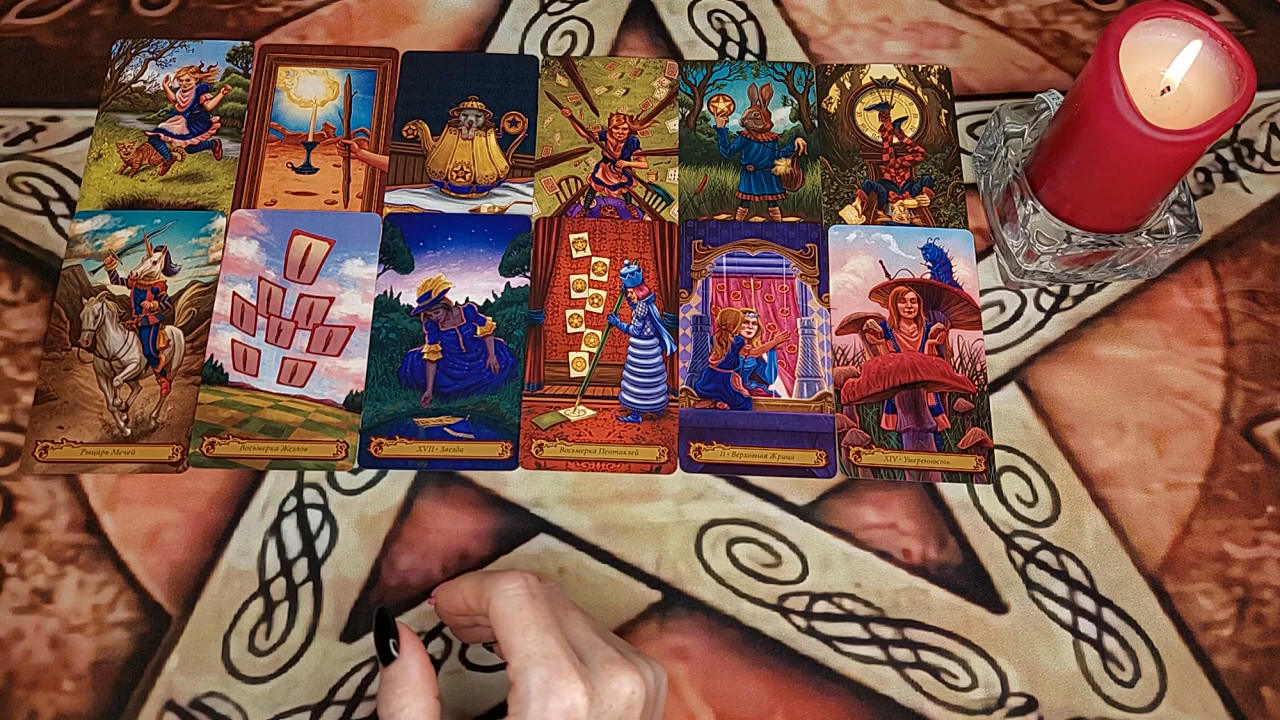 Рыцарь Мечей
Восьмерка Жезлов
XVII • Звезда
Восьмерка Пентаклей
II • Верховная Жрица
XIV • Умеренность